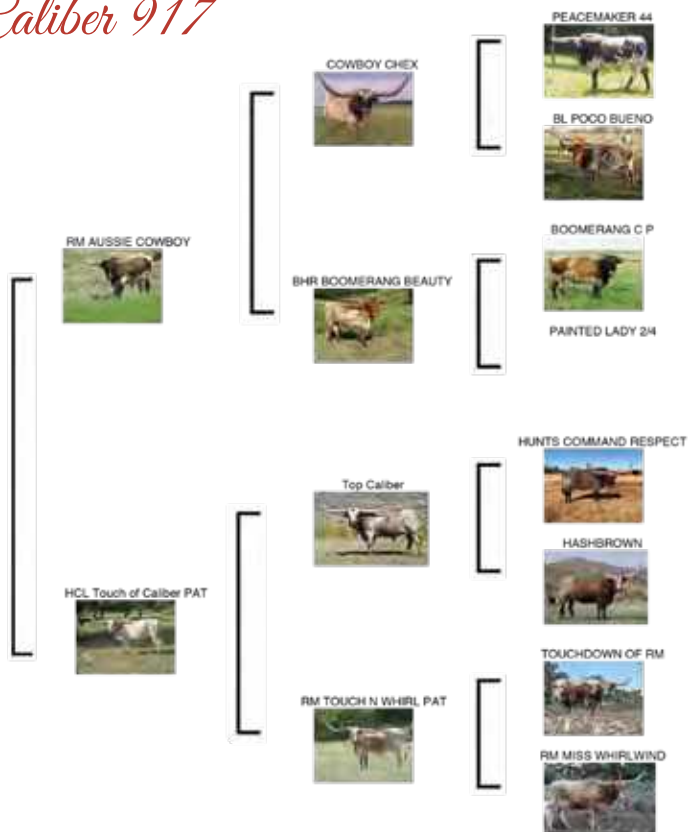 Caliber 917
PEACEMAKER 44
COWBOY CHEX
BL POCO BUENO
BOOMERANG C P
RM AUSSIE COWBOY
BHR BOOMERANG BEAUTY
PAINTED LADY 2/4
HUNTS COMMAND RESPECT
Top Caliber
HASHBROWN
HCL Touch of Caliber PAT
TOUCHDOWN OF RM
RM TOUCH N WHIRL PAT
RM MISS WHIRLWIND